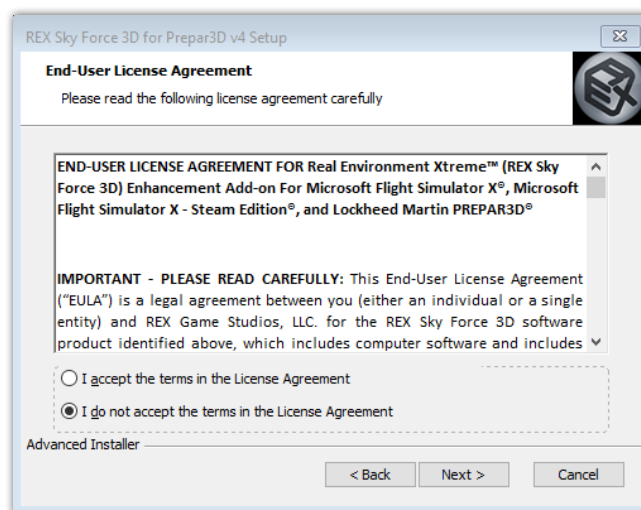 REX Sky Force 3D for Prepar3D v4 Setup
End-User License Agreement
Please read the following license agreement carefully
END-USER LICENSE AGREEMENT FOR Real Environment Xtreme™ (REX Sky
Force 3D) Enhancement Add-on For Microsoft Flight Simulator X®, Microsoft
Flight Simulator X - Steam Edition®, and Lockheed Martin PREPAR3D®
IMPORTANT - PLEASE READ CAREFULLY: This End-User License Agreement
("EULA") is a legal agreement between you (either an individual or a single
entity) and REX Game Studios, LLC. for the REX Sky Force 3D software
product identified above, which includes computer software and includes
I accept the terms in the License Agreement
I do not accept the terms in the License Agreement
Advanced Installer
< Back Next > Cancel